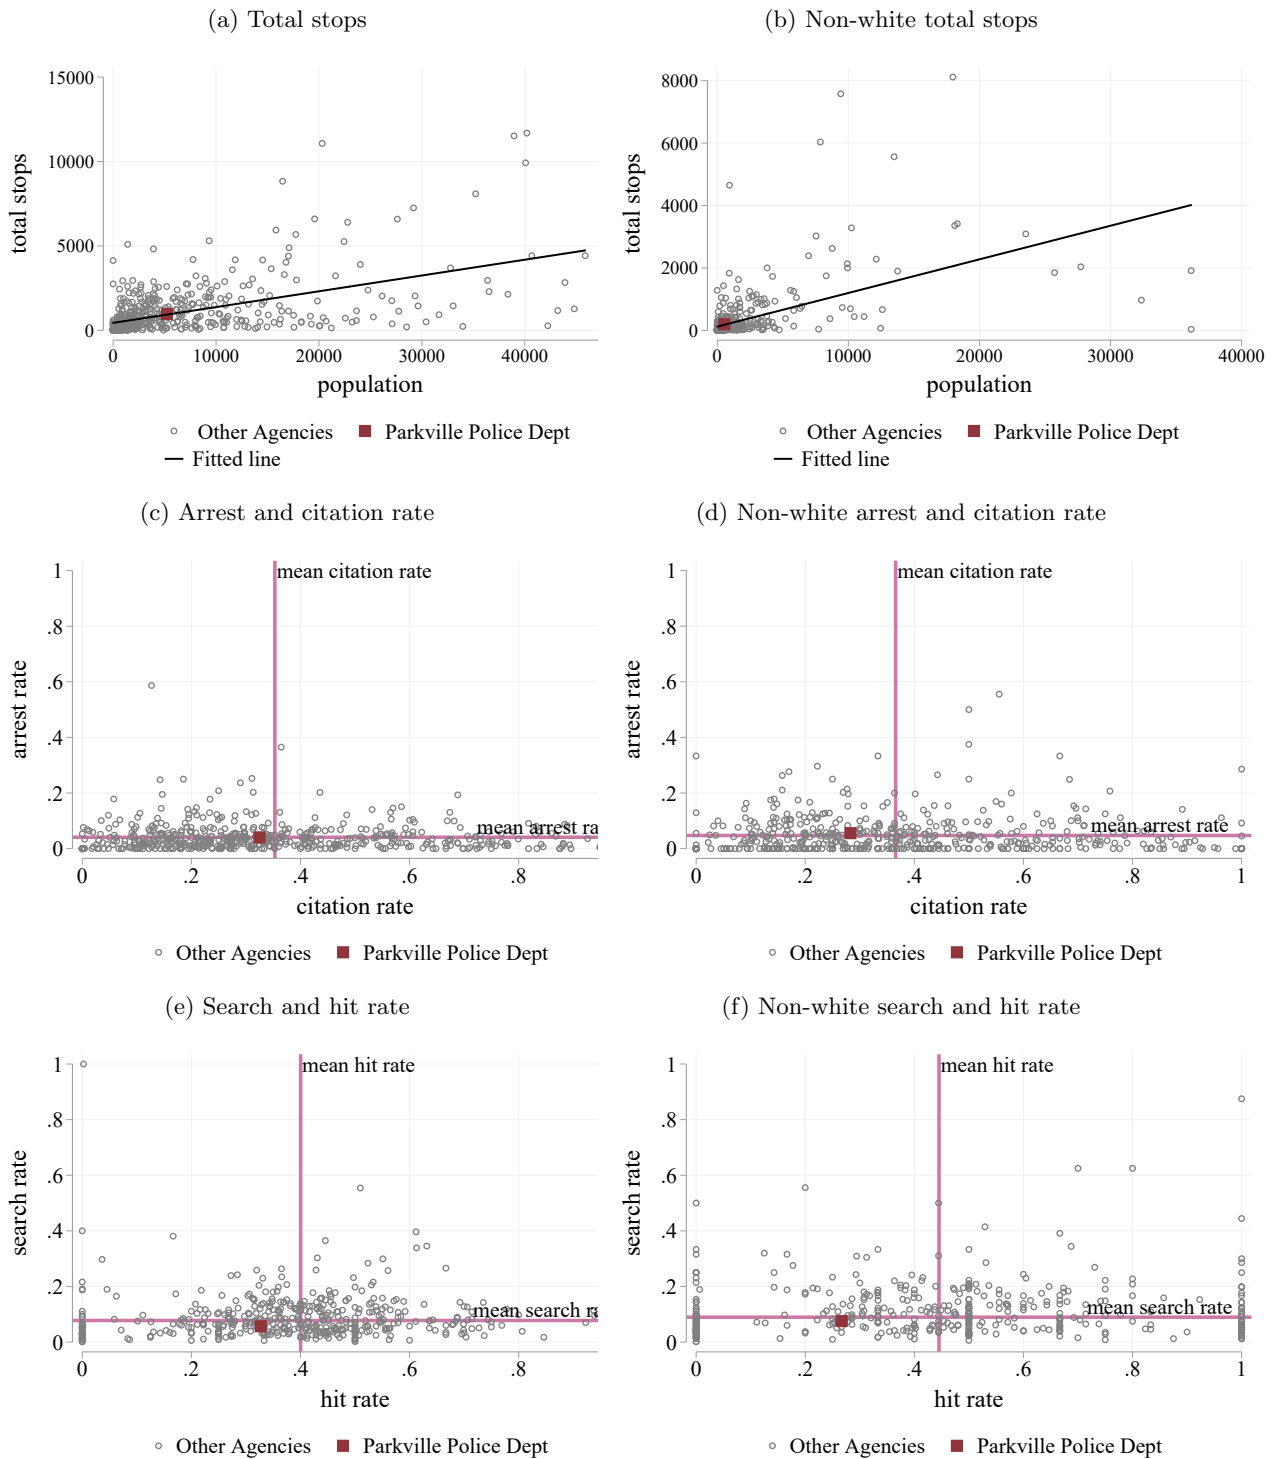 (a) Total stops
(b) Non-white total stops
total stops
15000
10000
5000
0
0 10000 20000 30000 40000
population
Other Agencies Parkville Police Dept
Fitted line
total stops
8000
6000
4000
2000
0
0 10000 20000 30000 40000
population
Other Agencies Parkville Police Dept
Fitted line
(c) Arrest and citation rate
(d) Non-white arrest and citation rate
arrest rate
1
.8
.6
.4
.2
0
mean citation rate
mean arrest ra
0 .2 .4 .6 .8
citation rate
Other Agencies Parkville Police Dept
arrest rate
1
.8
.6
.4
.2
0
mean citation rate
mean arrest rate
0 .2 .4 .6 .8 1
citation rate
Other Agencies Parkville Police Dept
(e) Search and hit rate
(f) Non-white search and hit rate
search rate
1
.8
.6
.4
.2
0
mean hit rate
mean search ra
0 .2 .4 .6 .8
hit rate
Other Agencies Parkville Police Dept
search rate
1
.8
.6
.4
.2
0
mean hit rate
mean search rate
0 .2 .4 .6 .8 1
hit rate
Other Agencies Parkville Police Dept